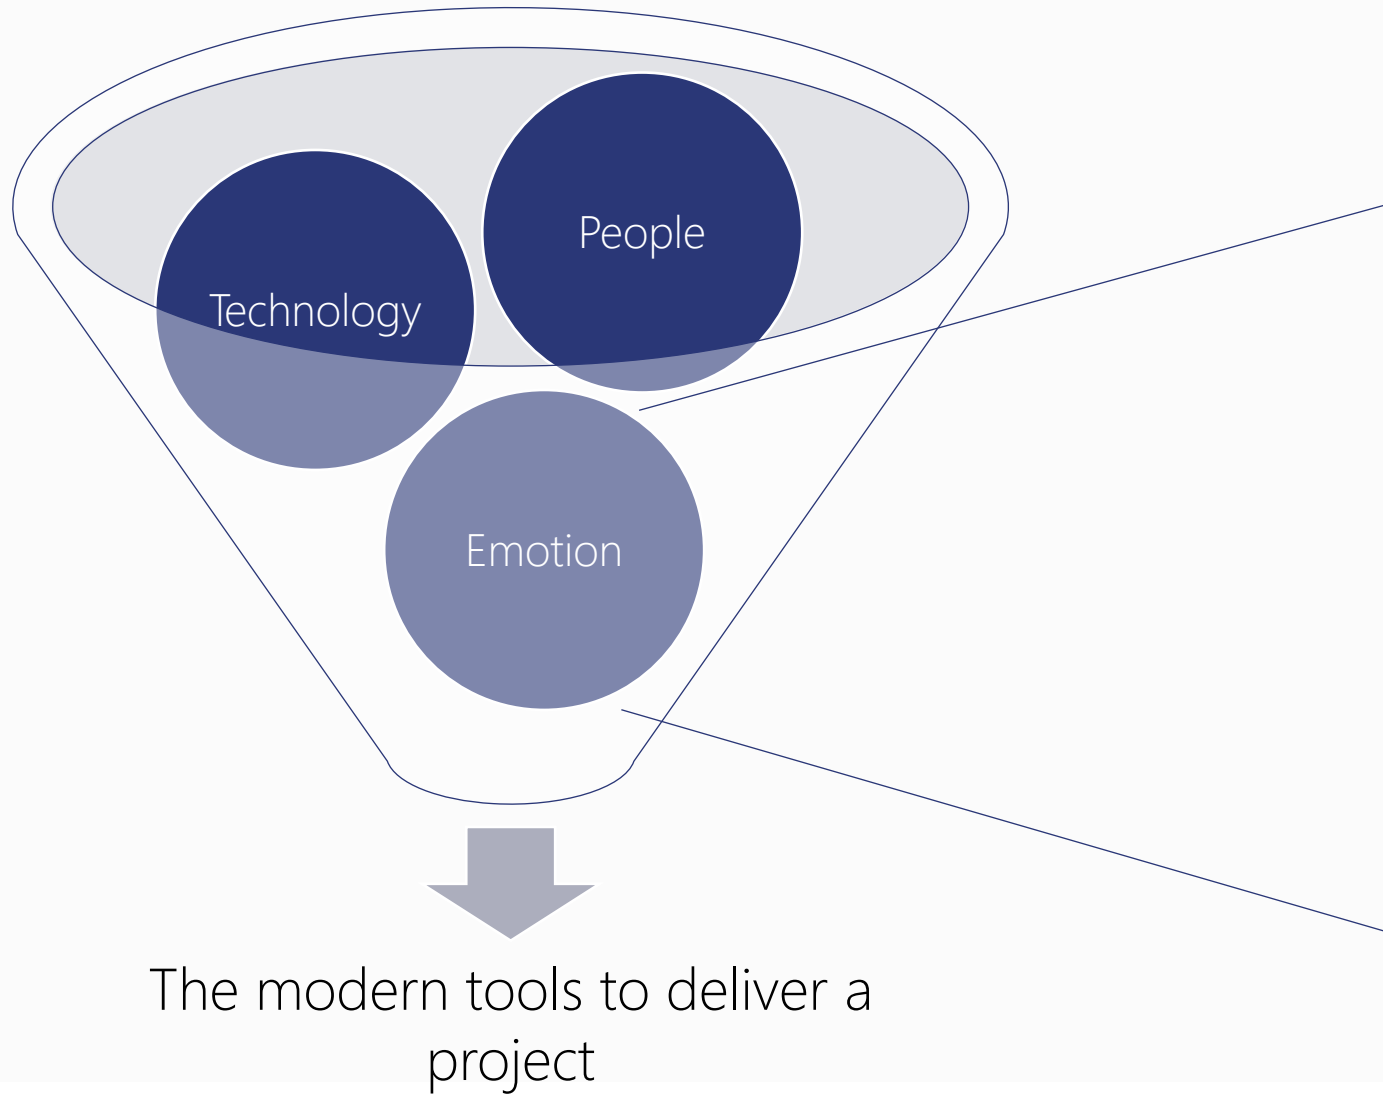 People
Technology
Emotion
The modern tools to deliver a
project